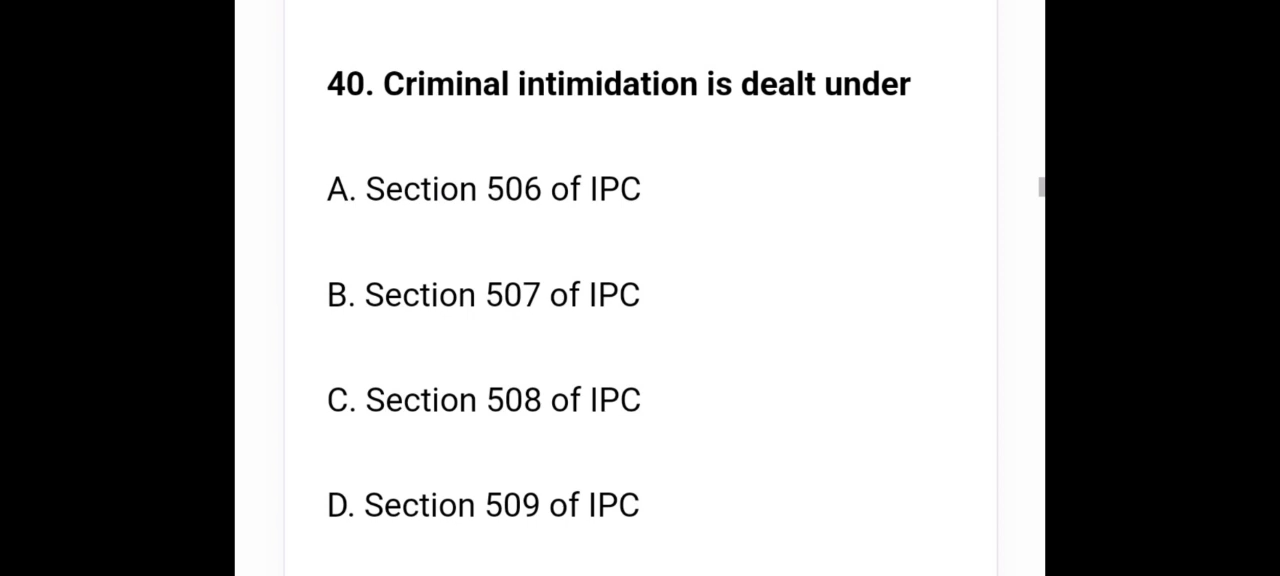 40. Criminal intimidation is dealt under
A. Section 506 of IPC
B. Section 507 of IPC
C. Section 508 of IPC
D. Section 509 of IPC